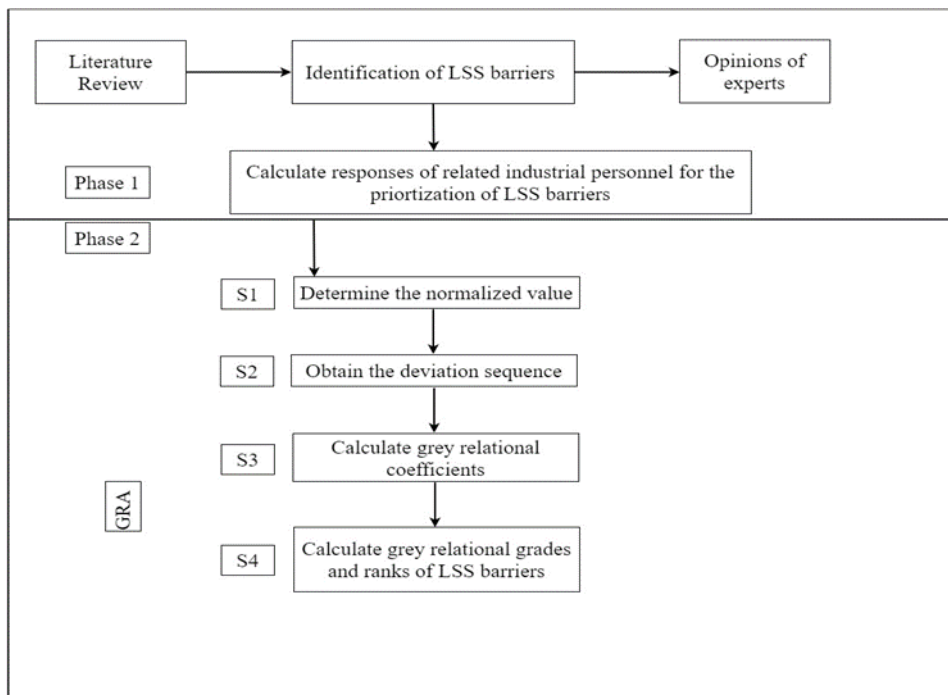 Literature
Review
Identification of LSS barriers
Opinions of
experts
Phase 1
Calculate responses of related industrial personnel for the
priortization of LSS barriers
Phase 2
S1
Determine the normalized value
S2
Obtain the deviation sequence
S3
Calculate grey relational
coefficients
GRA
S4
Calculate grey relational grades
and ranks of LSS barriers